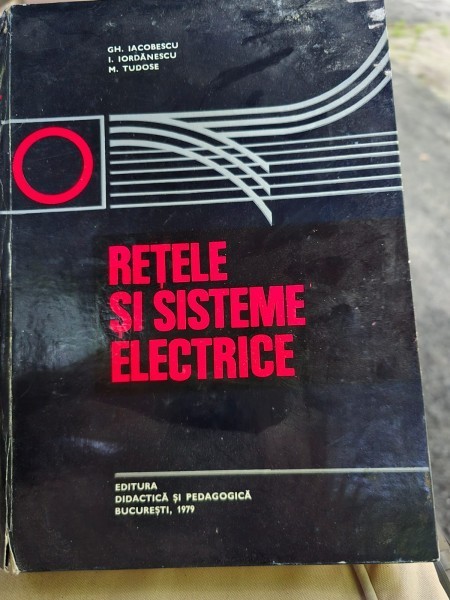 GH. IACOBESCU
I. IORDĂNESCU
M. TUDOSE
REȚELE
ȘI SISTEME
ELECTRICE
EDITURA
DIDACTICĂ ȘI PEDAGOGICĂ
BUCUREȘTI, 1979